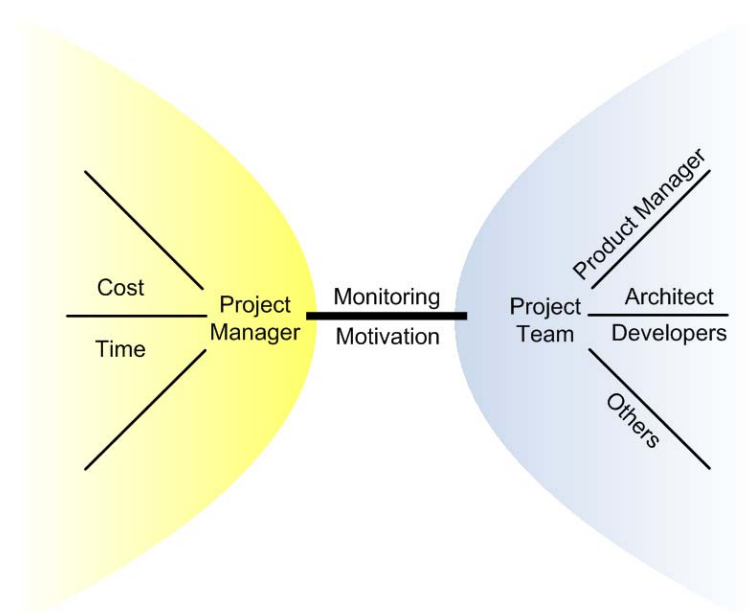 Cost
Time
Project
Manager
Monitoring
Motivation
Project
Team
Product Manager
Architect
Developers
Others